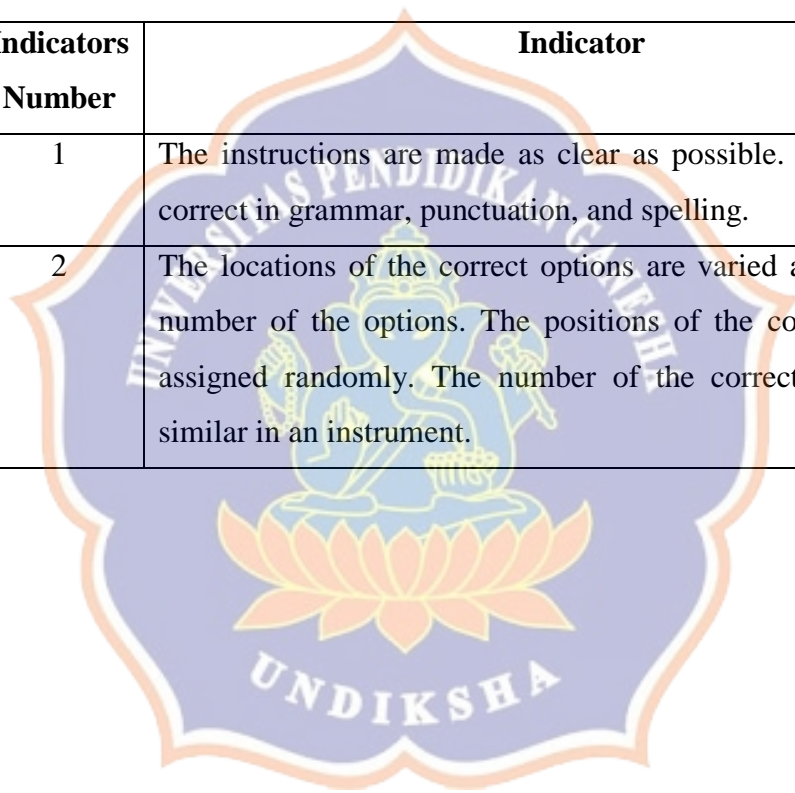 Indicators Indicator
Number
1 The instructions are made as clear as possible.
correct in grammar, punctuation, and spelling.
2 The locations of the correct options are varied
number of the options. The positions of the
assigned randomly. The number of the correct
similar in an instrument.
UNIVERSITAS PENDIDIKAN GANESHA
UNDIKSHA